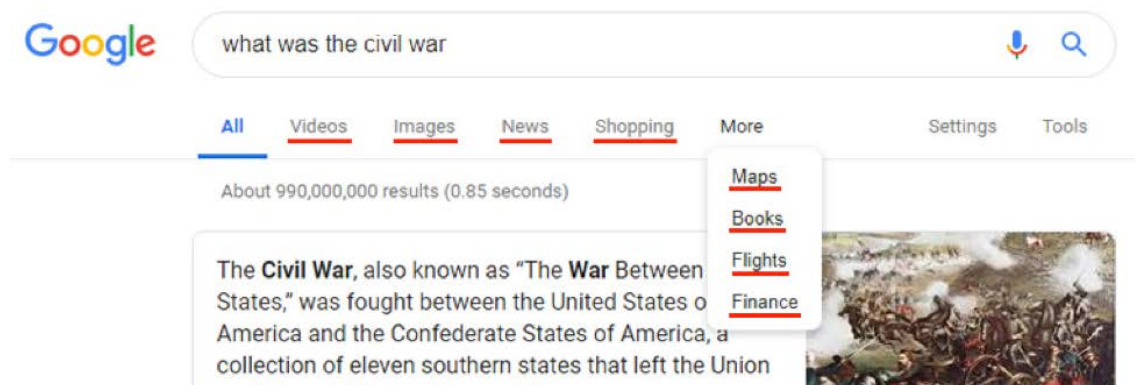 Google
what was the civil war
All Videos Images News Shopping More Settings Tools
About 990,000,000 results (0.85 seconds)
Maps
Books
Flights
Finance
The Civil War, also known as “The War Between
States,” was fought between the United States o
America and the Confederate States of America, a
collection of eleven southern states that left the Union